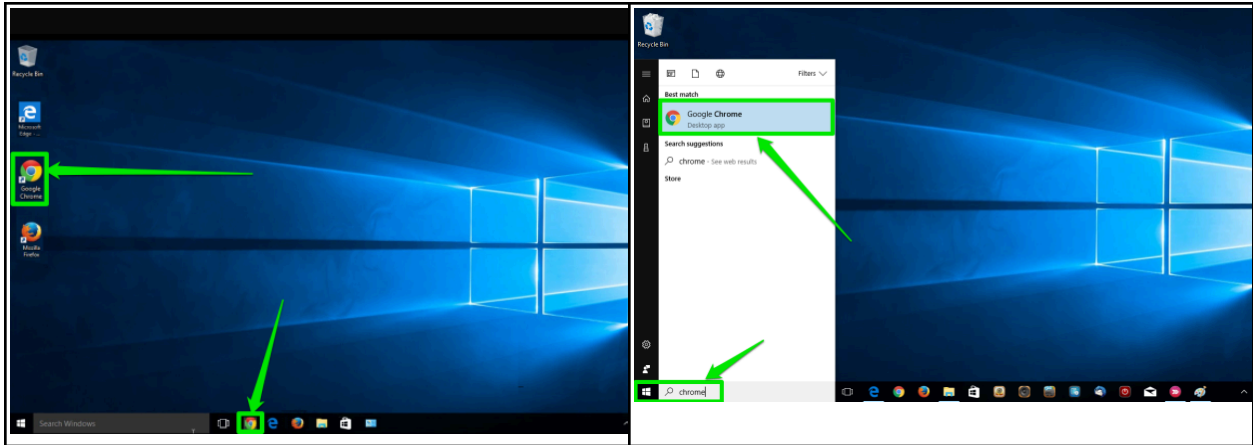 Recycle Bin
Microsoft
Edge - ...
Google
Chrome
Mozilla
Firefox
Search Windows
Recycle Bin
Filters
Best match
Google Chrome
Desktop app
Search suggestions
chrome - See web results
Store
chrome